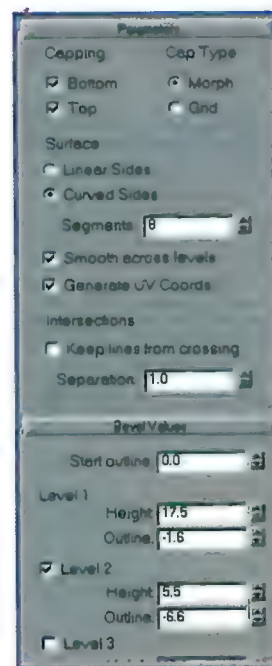 Parameters
Capping Cap Type
Bottom Morph
Top Grid
Surface
Linear Sides
Curved Sides
Segments: 8
Smooth across levels
Generate UV Coords
Intersections
Keep lines from crossing
Separation: 1.0
Bevel Values
Start outline 0.0
Level 1
Height 17.5
Outline: -1.6
Level 2
Height 5.5
Outline: -6.6
Level 3